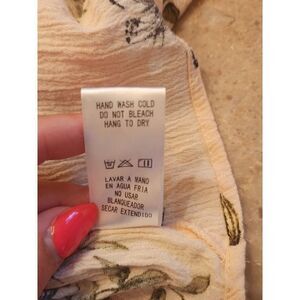 HAND WASH COLD
DO NOT BLEACH
HANG TO DRY
LAVAR A MANO
EN AGUA FRIA
NO USAR
BLANQUEADOR
SECAR EXTENDIDO